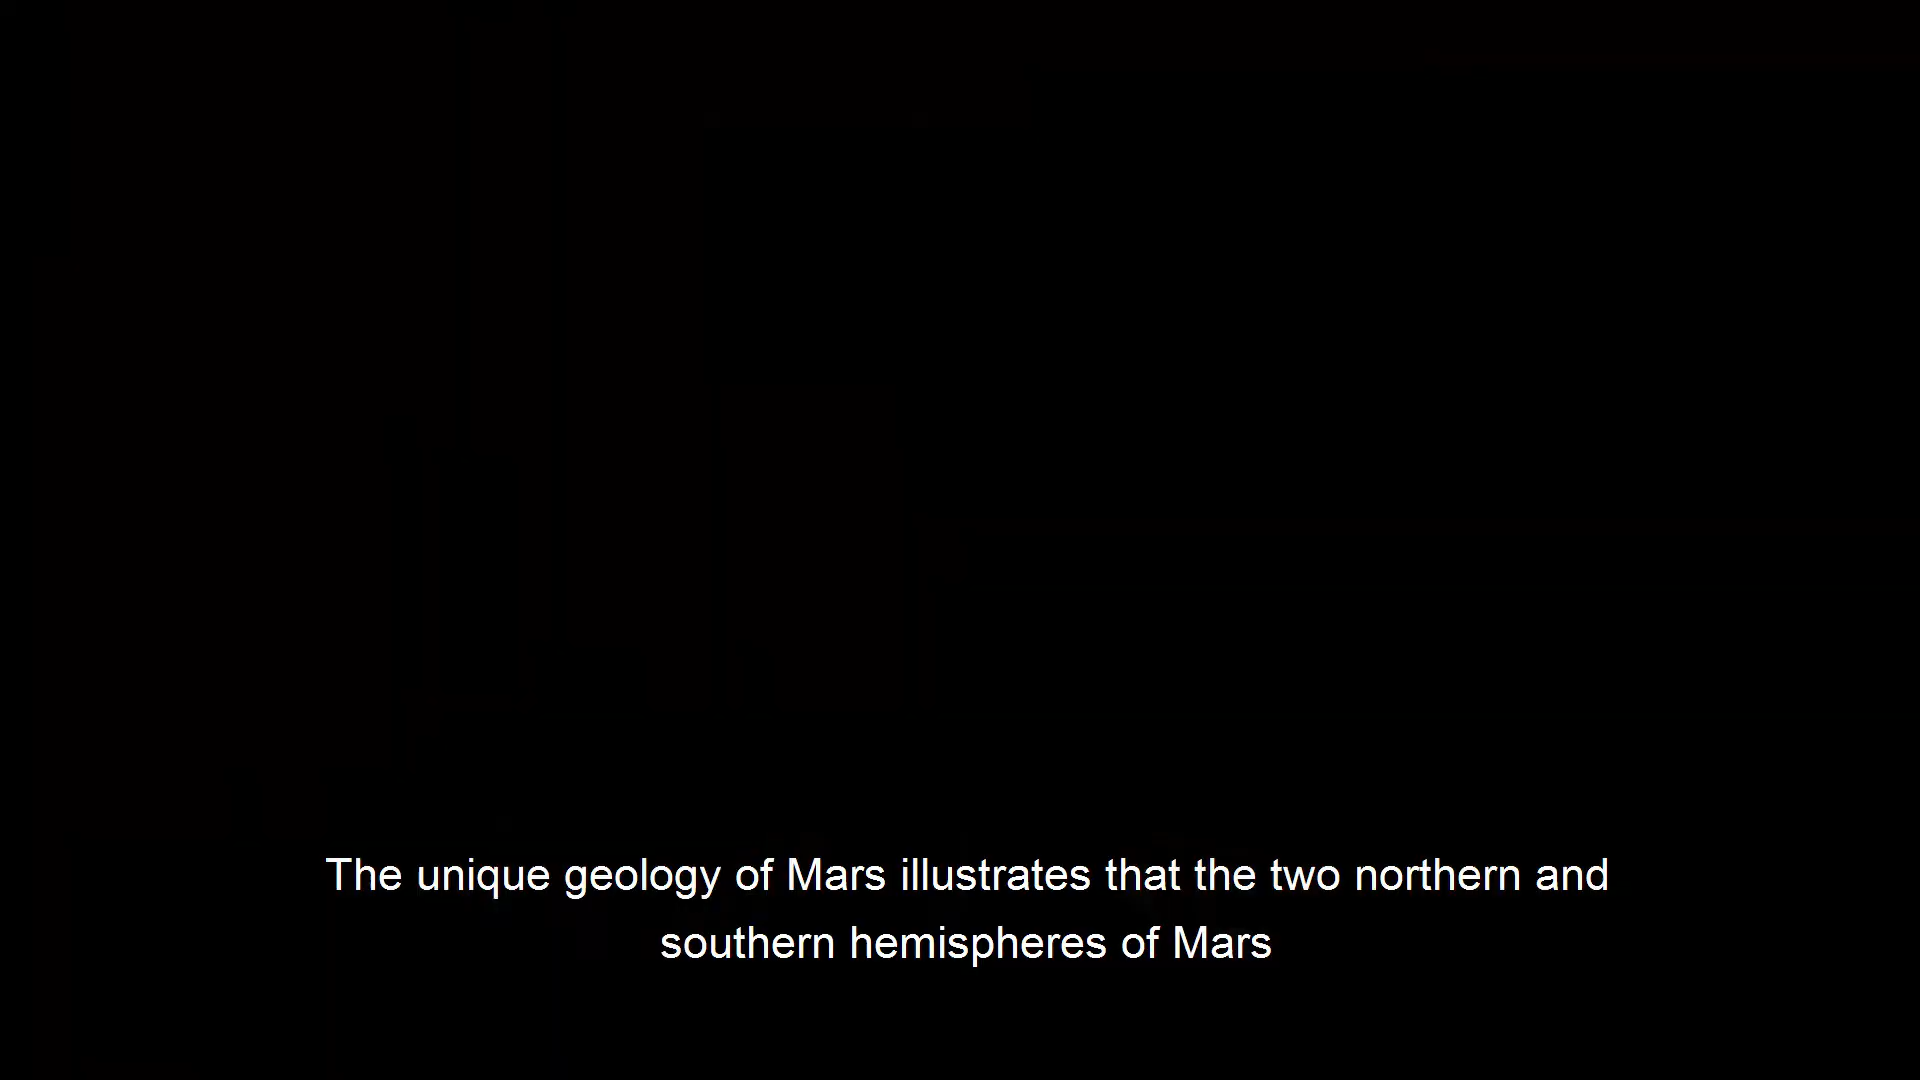 The unique geology of Mars illustrates that the two northern and
southern hemispheres of Mars